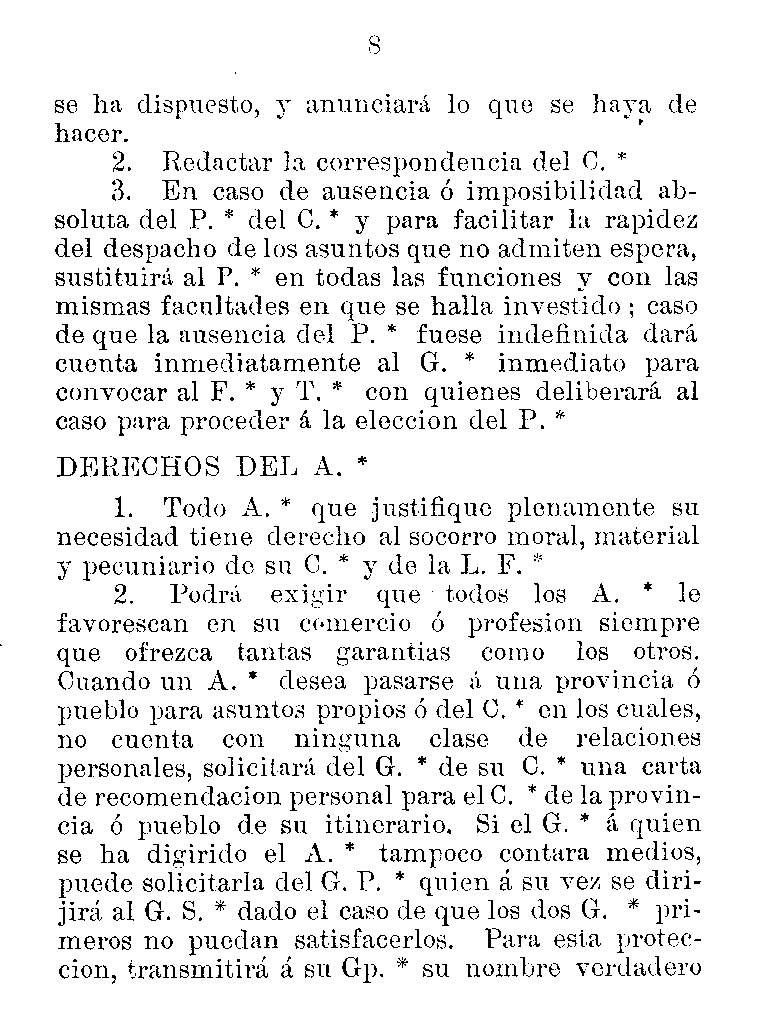 8
se ha dispuesto, y anunciará lo que se haya de
hacer.
2. Redactar la correspondencia del C. *
3. En caso de ausencia ó imposibilidad ab-
soluta del P. * del C. * y para facilitar la rapidez
del despacho de los asuntos que no admiten espera,
sustituirá al P. * en todas las funciones y con las
mismas facultades en que se halla investido ; caso
de que la ausencia del P. * fuese indefinida dará
cuenta inmediatamente al G. * inmediato para
convocar al F. * y T. * con quienes deliberará al
caso para proceder á la eleccion del P. *
DERECHOS DEL A. *
1. Todo A. * que justifique plenamente su
necesidad tiene derecho al socorro moral, material
y pecuniario de su C. * y de la L. F. *
2. Podrá exigir que todos los A. * le
favorescan en su comercio ó profesion siempre
que ofrezca tantas garantias como los otros.
Cuando un A. * desea pasarse á una provincia ó
pueblo para asuntos propios ó del C. * en los cuales,
no cuenta con ninguna clase de relaciones
personales, solicitará del G. * de su C. * una carta
de recomendacion personal para el C. * de la provin-
cia ó pueblo de su itinerario. Si el G. * á quien
se ha digirido el A. * tampoco contara medios,
puede solicitarla del G. P. * quien á su vez se diri-
jirá al G. S. * dado el caso de que los dos G. * pri-
meros no puedan satisfacerlos. Para esta protec-
cion, transmitirá á su Gp. * su nombre verdadero